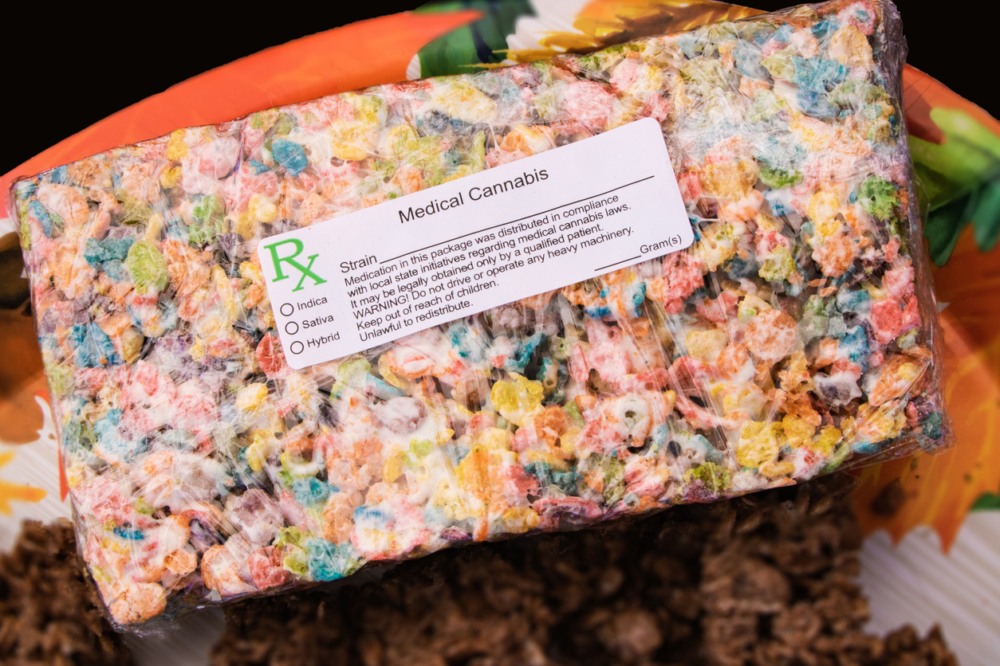 Medical Cannabis
Rx
Strain
Medication in this package was distributed in compliance
with local state initiatives regarding medical cannabis laws.
It may be legally obtained only by a qualified patient.
WARNING! Do not drive or operate any heavy machinery.
Keep out of reach of children.
Unlawful to redistribute.
Gram(s)
Indica
Sativa
Hybrid